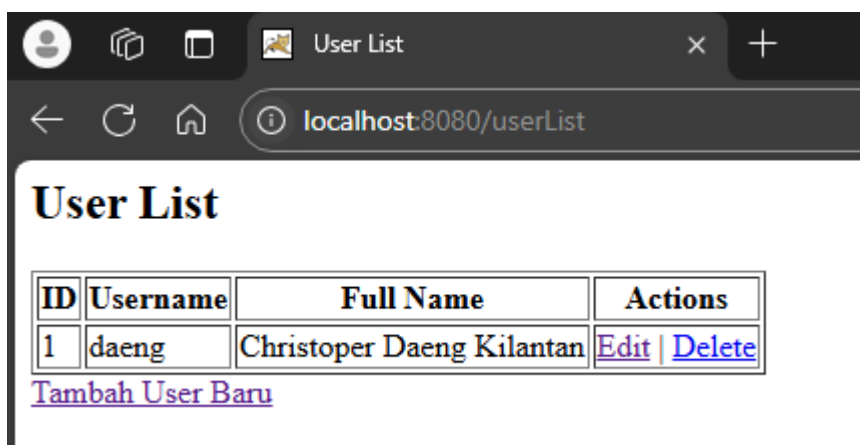 User List
localhost:8080/userList
User List
ID Username Full Name Actions
1 daeng Christoper Daeng Kilantan Edit | Delete
Tambah User Baru